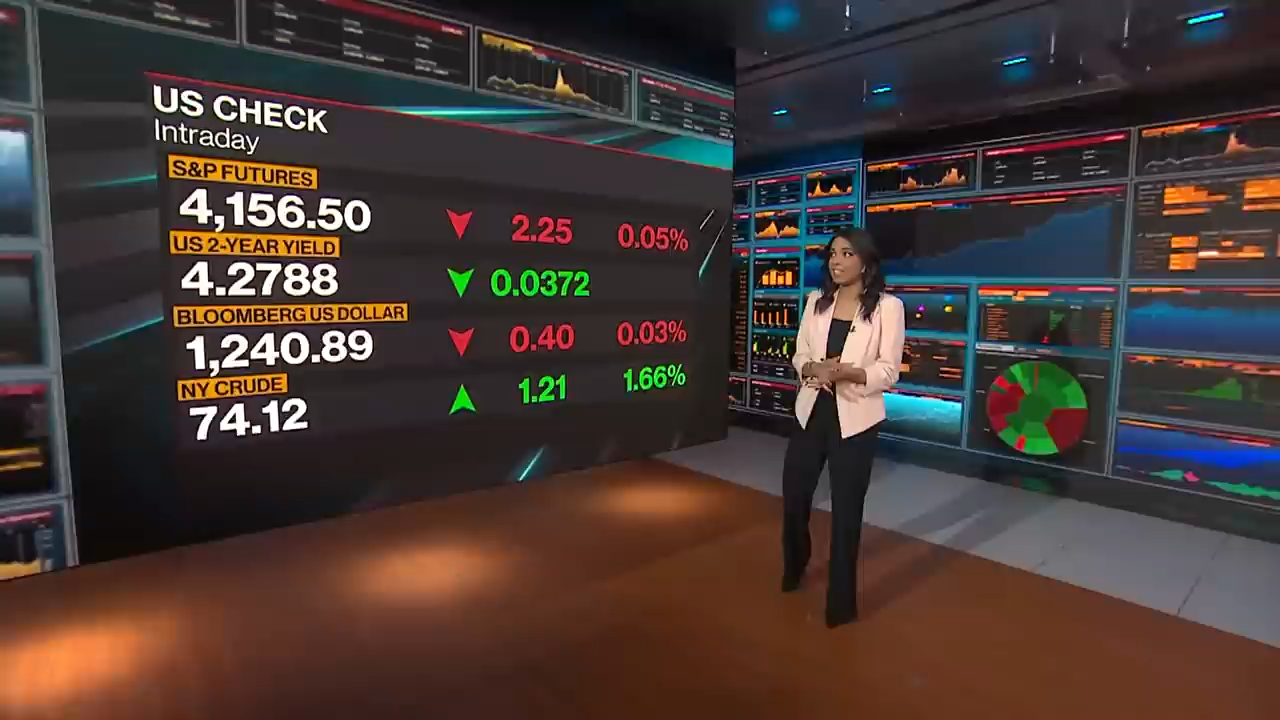 US CHECK
Intraday
S&P FUTURES
4,156.50 2.25 0.05%
US 2-YEAR YIELD
4.2788 0.0372
BLOOMBERG US DOLLAR
1,240.89 0.40 0.03%
NY CRUDE
74.12 1.21 1.66%